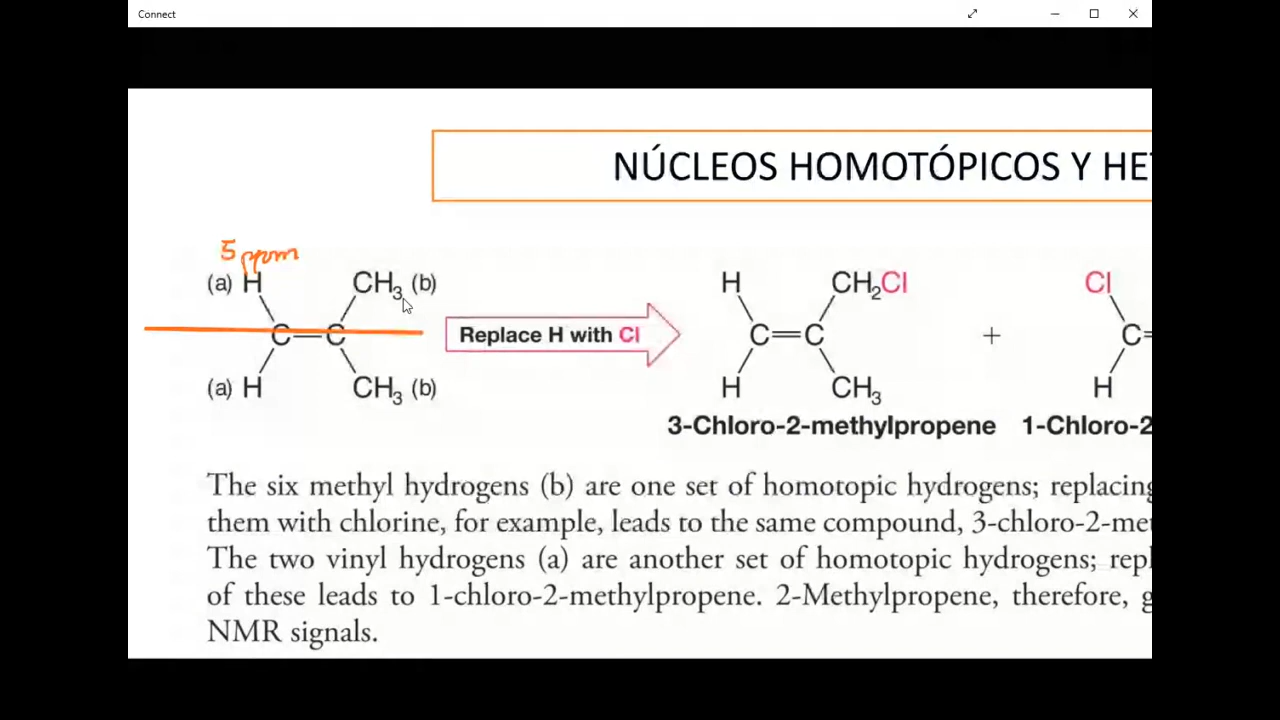 Connect
NÚCLEOS HOMOTÓPICOS Y HE
5 ppm
(a) H CH3 (b)
C=C
(a) H CH3 (b)
Replace H with Cl
H CH2Cl
C=C
H CH3
3-Chloro-2-methylpropene
+
Cl
C=
H
1-Chloro-2
The six methyl hydrogens (b) are one set of homotopic hydrogens; replacing
them with chlorine, for example, leads to the same compound, 3-chloro-2-me
The two vinyl hydrogens (a) are another set of homotopic hydrogens; repl
of these leads to 1-chloro-2-methylpropene. 2-Methylpropene, therefore, g
NMR signals.